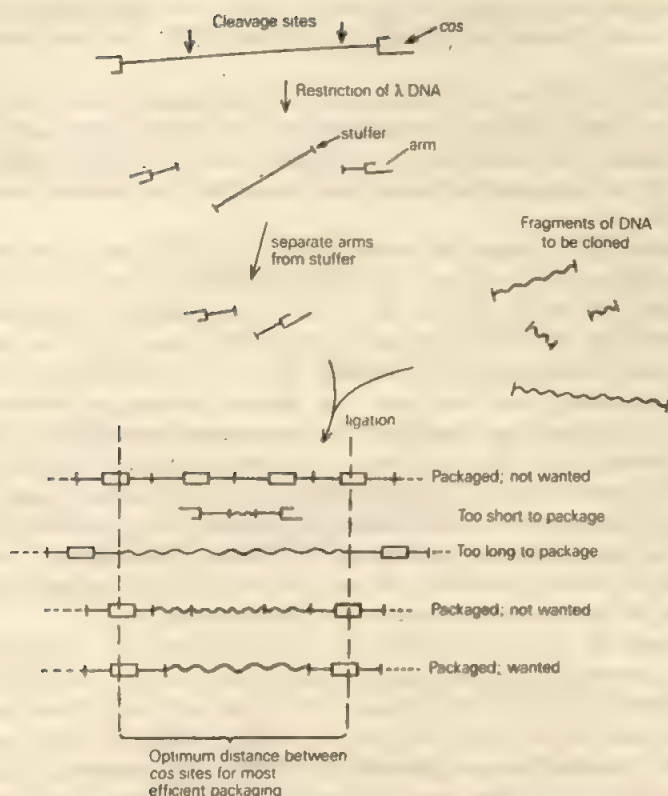 Cleavage sites
cos
Restriction of λ DNA
stuffer
arm
separate arms
from stuffer
Fragments of DNA
to be cloned
ligation
Packaged; not wanted
Too short to package
Too long to package
Packaged; not wanted
Packaged; wanted
Optimum distance between
cos sites for most
efficient packaging